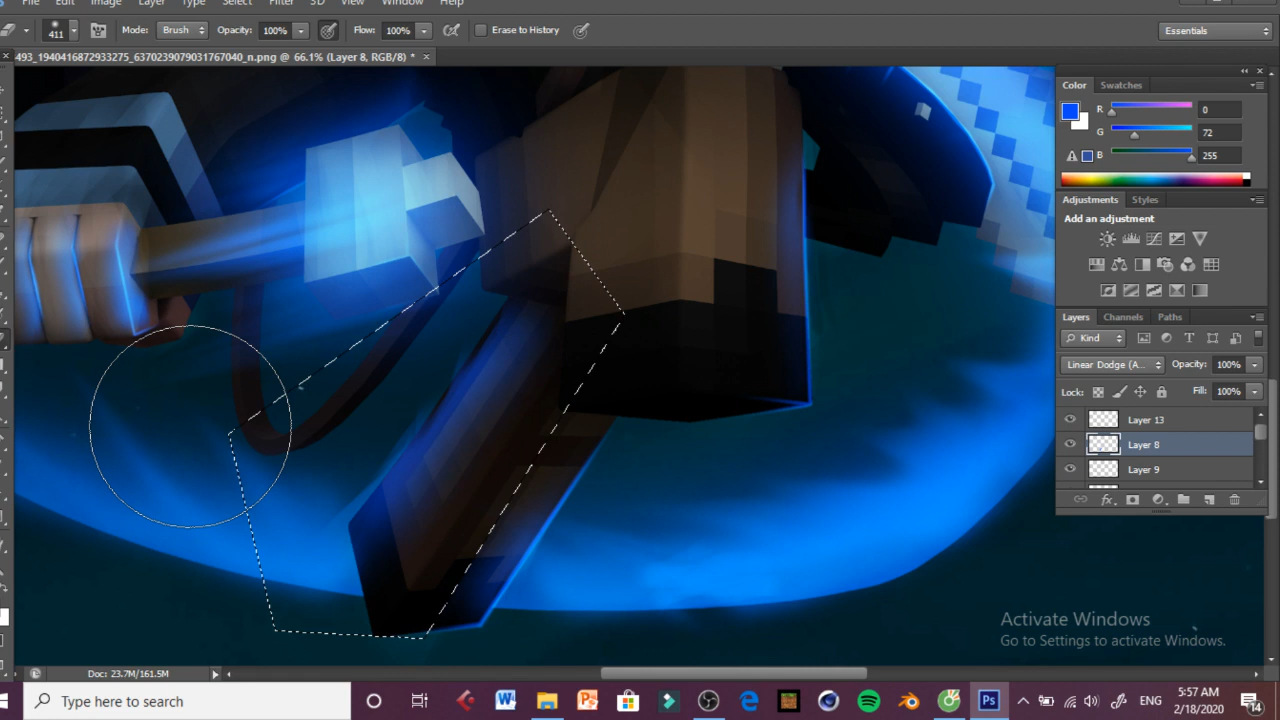 File Edit Image Layer Type Select Filter 3D View Window Help
411 Mode: Brush Opacity: 100% Flow: 100% Erase to History Essentials
493_1940416872933275_6370239079031767040_n.png @ 66.1% (Layer 8, RGB/8) * ×
Color Swatches
R 0
G 72
B 255
Adjustments Styles
Add an adjustment
Layers Channels Paths
Kind
Linear Dodge (A... Opacity: 100%
Lock: Fill: 100%
Layer 13
Layer 8
Layer 9
fx
Activate Windows
Go to Settings to activate Windows.
Doc: 23.7M/161.5M
Type here to search
W
P
Ps
ENG
5:57 AM
2/18/2020
14